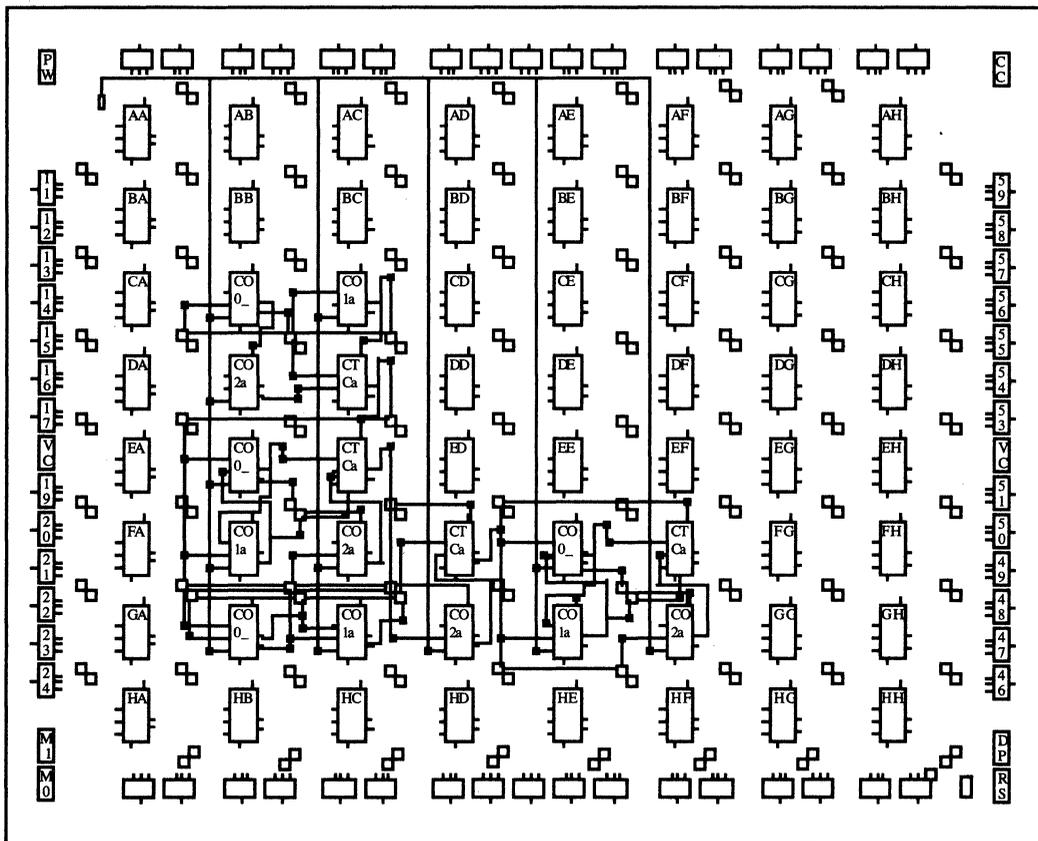 PW CC
AA AB AC AD AE AF AG AH
T1 59
BA BB BC BD BE BF BG BH
12 58
13 57
CA CO 0_ CO 1a CD CE CF CG CH
14 56
15 55
DA CO 2a CT Ca DD DE DF DG DH
16 54
17 53
EA CO 0_ CT Ca ED EE EF EG EH
VC VC
19 51
FA CO 1a CO 2a CT Ca CO 0_ CT Ca FG FH
20 50
21 49
22 48
GA CO 0_ CO 1a CO 2a CO 1a CO 2a GG GH
23 47
24 46
HA HB HC HD HE HF HG HH
M1 DP
M0 RS